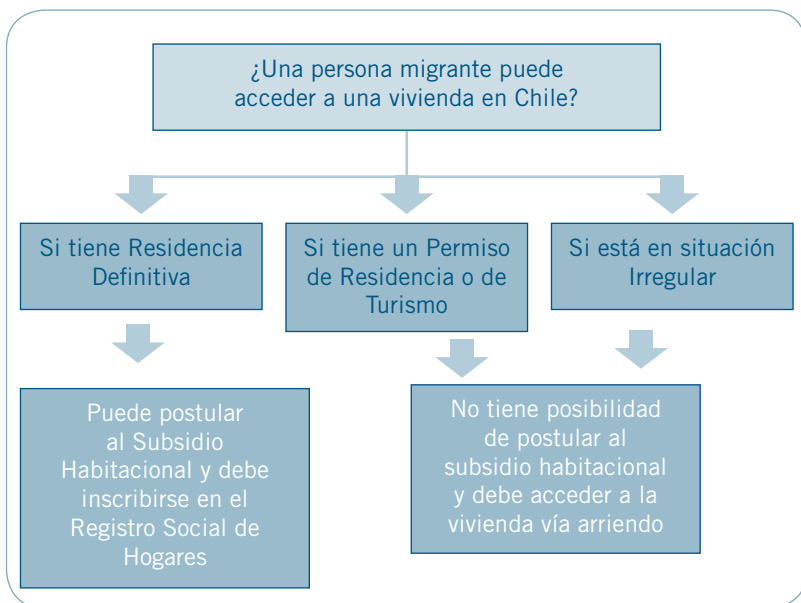 ¿Una persona migrante puede
acceder a una vivienda en Chile?
Si tiene Residencia
Definitiva
Si tiene un Permiso
de Residencia o de
Turismo
Si está en situación
Irregular
Puede postular
al Subsidio
Habitacional y debe
inscribirse en el
Registro Social de
Hogares
No tiene posibilidad
de postular al
subsidio habitacional
y debe acceder a la
vivienda vía arriendo